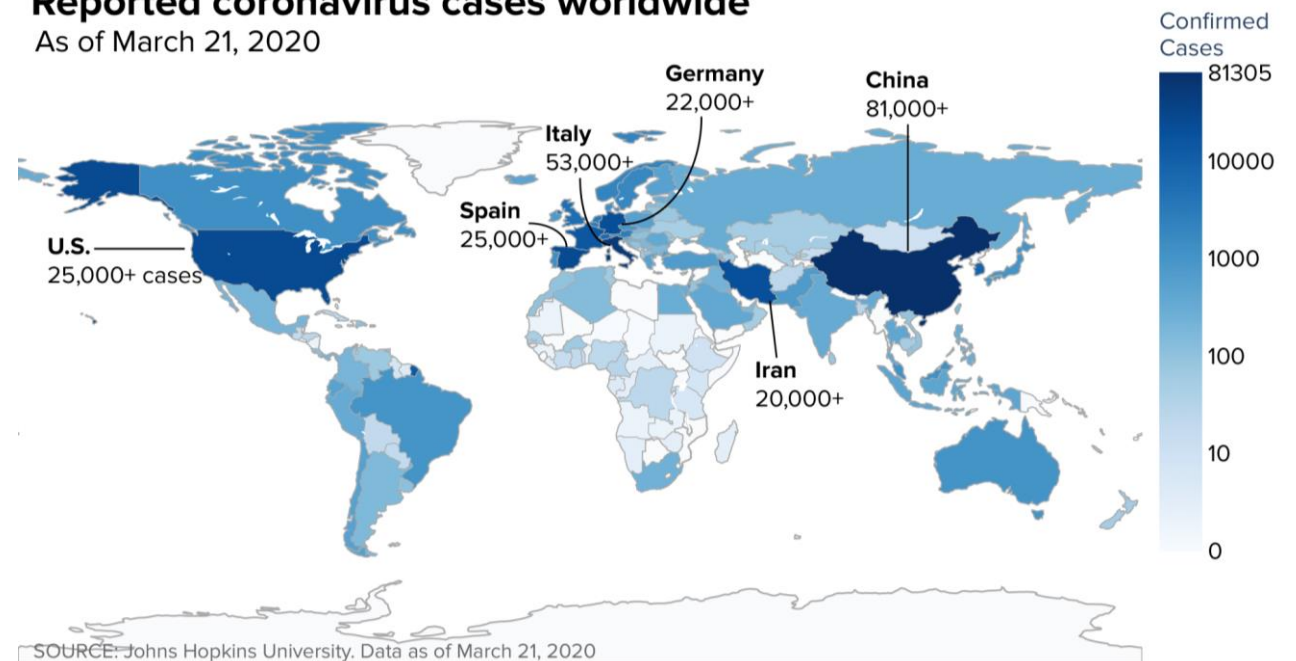 Reported coronavirus cases worldwide
As of March 21, 2020
Confirmed
Cases
81305
10000
1000
100
10
0
Germany
22,000+
China
81,000+
Italy
53,000+
Spain
25,000+
U.S.
25,000+ cases
Iran
20,000+
SOURCE: Johns Hopkins University. Data as of March 21, 2020